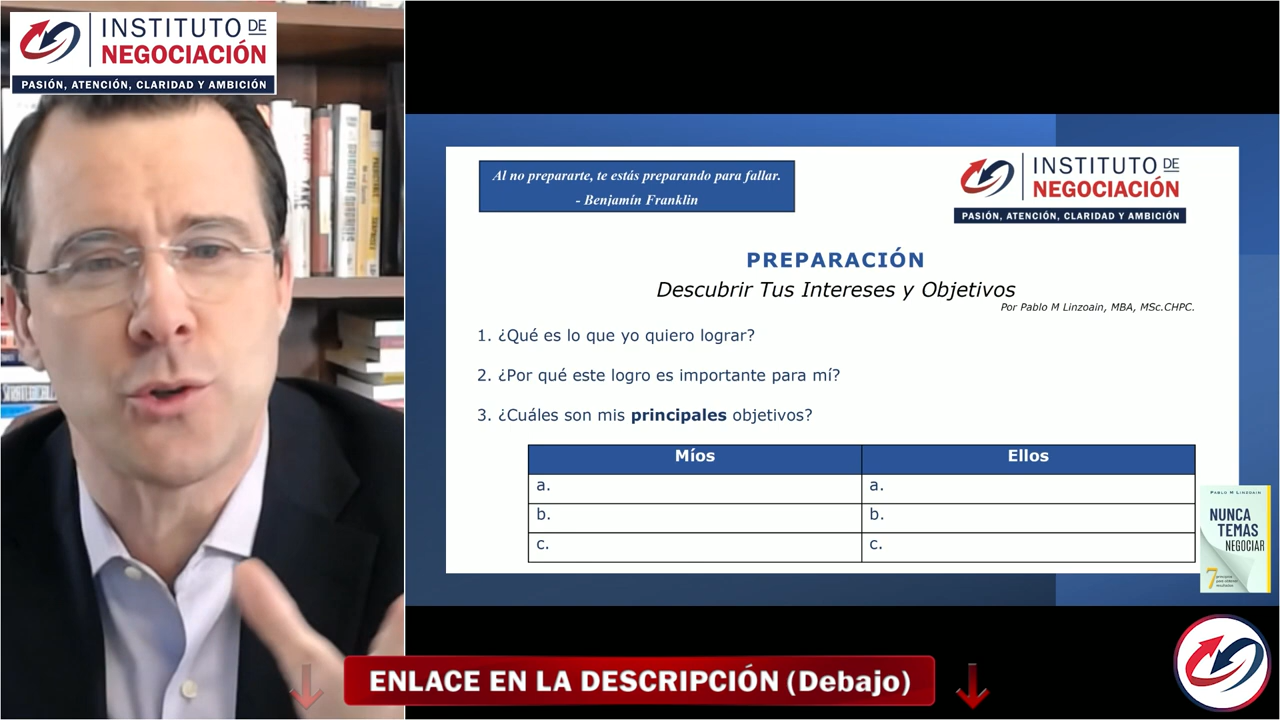 INSTITUTO DE
NEGOCIACIÓN
PASIÓN, ATENCIÓN, CLARIDAD Y AMBICIÓN
Al no prepararte, te estás preparando para fallar.
- Benjamín Franklin
INSTITUTO DE
NEGOCIACIÓN
PASIÓN, ATENCIÓN, CLARIDAD Y AMBICIÓN
PREPARACIÓN
Descubrir Tus Intereses y Objetivos
Por Pablo M Linzoain, MBA, MSc.CHPC.
1. ¿Qué es lo que yo quiero lograr?
2. ¿Por qué este logro es importante para mí?
3. ¿Cuáles son mis principales objetivos?
Míos Ellos
a. a.
b. b.
c. c.
PABLO M LINZOAIN
NUNCA
TEMAS
NEGOCIAR
7
ENLACE EN LA DESCRIPCIÓN (Debajo)